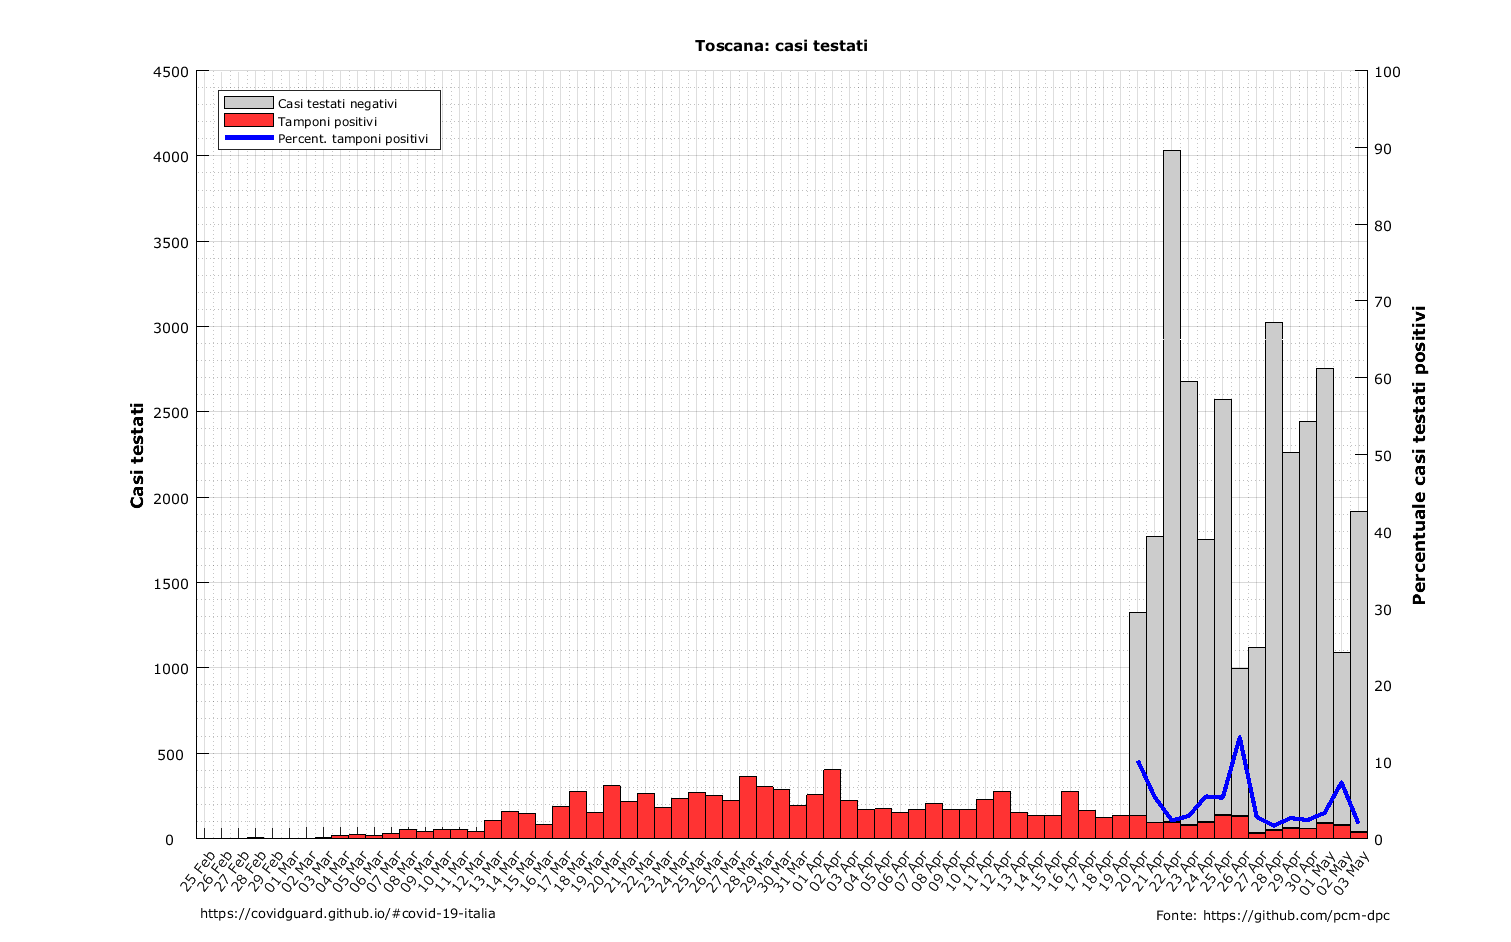 Toscana: casi testati
Casi testati negativi
Tamponi positivi
Percent. tamponi positivi
Casi testati
4500
4000
3500
3000
2500
2000
1500
1000
500
0
100
90
80
70
60
50
40
30
20
10
0
Percentuale casi testati positivi
25 Feb
26 Feb
27 Feb
28 Feb
29 Feb
01 Mar
02 Mar
03 Mar
04 Mar
05 Mar
06 Mar
07 Mar
08 Mar
09 Mar
10 Mar
11 Mar
12 Mar
13 Mar
14 Mar
15 Mar
16 Mar
17 Mar
18 Mar
19 Mar
20 Mar
21 Mar
22 Mar
23 Mar
24 Mar
25 Mar
26 Mar
27 Mar
28 Mar
29 Mar
30 Mar
31 Mar
01 Apr
02 Apr
03 Apr
04 Apr
05 Apr
06 Apr
07 Apr
08 Apr
09 Apr
10 Apr
11 Apr
12 Apr
13 Apr
14 Apr
15 Apr
16 Apr
17 Apr
18 Apr
19 Apr
20 Apr
21 Apr
22 Apr
23 Apr
24 Apr
25 Apr
26 Apr
27 Apr
28 Apr
29 Apr
30 Apr
01 May
02 May
03 May
https://covidguard.github.io/#covid-19-italia
Fonte: https://github.com/pcm-dpc